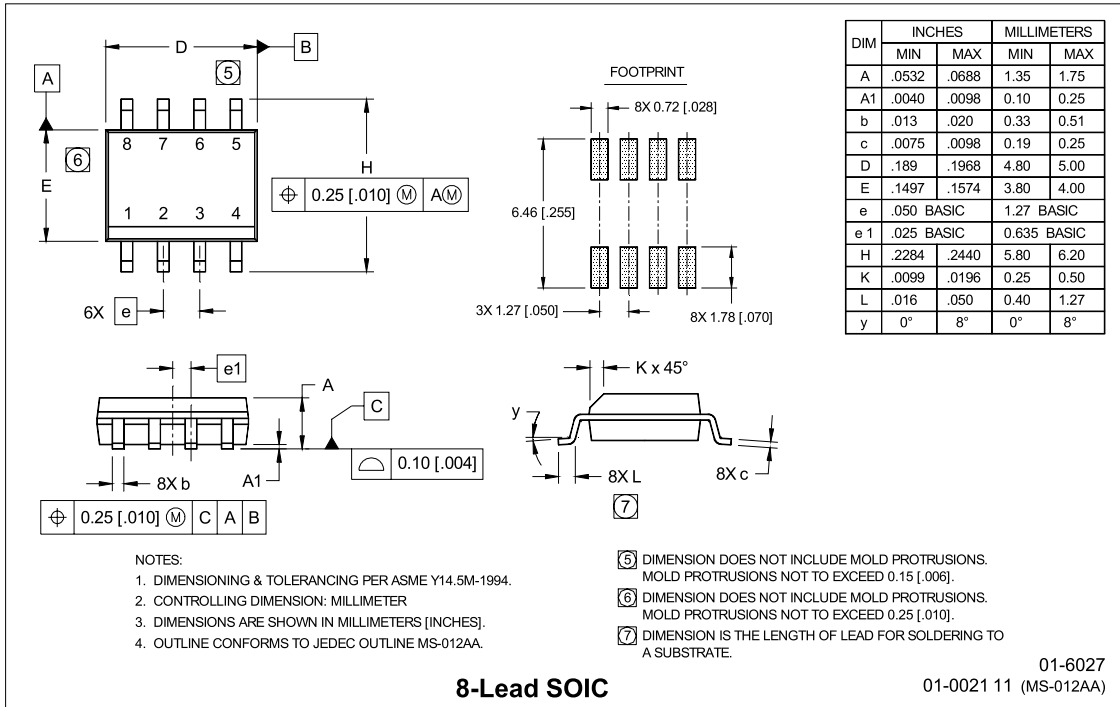 D
B
5
A
8 7 6 5
6
E
H
0.25 [.010] M A M
1 2 3 4
6X e
FOOTPRINT
8X 0.72 [.028]
6.46 [.255]
3X 1.27 [.050]
8X 1.78 [.070]
DIM INCHES MILLIMETERS
MIN MAX MIN MAX
A .0532 .0688 1.35 1.75
A1 .0040 .0098 0.10 0.25
b .013 .020 0.33 0.51
c .0075 .0098 0.19 0.25
D .189 .1968 4.80 5.00
E .1497 .1574 3.80 4.00
e .050 BASIC 1.27 BASIC
e 1 .025 BASIC 0.635 BASIC
H .2284 .2440 5.80 6.20
K .0099 .0196 0.25 0.50
L .016 .050 0.40 1.27
y 0° 8° 0° 8°
e1
A
C
0.10 [.004]
8X b
A1
0.25 [.010] M C A B
K x 45°
y
8X L
8X c
7
NOTES:
1. DIMENSIONING & TOLERANCING PER ASME Y14.5M-1994.
2. CONTROLLING DIMENSION: MILLIMETER
3. DIMENSIONS ARE SHOWN IN MILLIMETERS [INCHES].
4. OUTLINE CONFORMS TO JEDEC OUTLINE MS-012AA.
5 DIMENSION DOES NOT INCLUDE MOLD PROTRUSIONS.
MOLD PROTRUSIONS NOT TO EXCEED 0.15 [.006].
6 DIMENSION DOES NOT INCLUDE MOLD PROTRUSIONS.
MOLD PROTRUSIONS NOT TO EXCEED 0.25 [.010].
7 DIMENSION IS THE LENGTH OF LEAD FOR SOLDERING TO
A SUBSTRATE.
8-Lead SOIC
01-6027
01-0021 11 (MS-012AA)